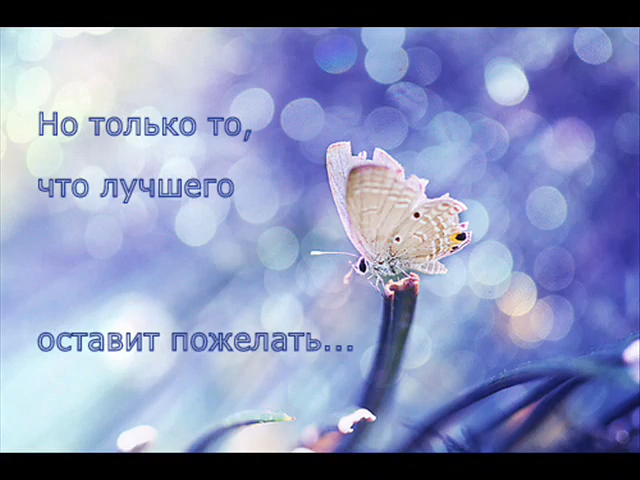 Но только то,
что лучшего
оставит пожелать...